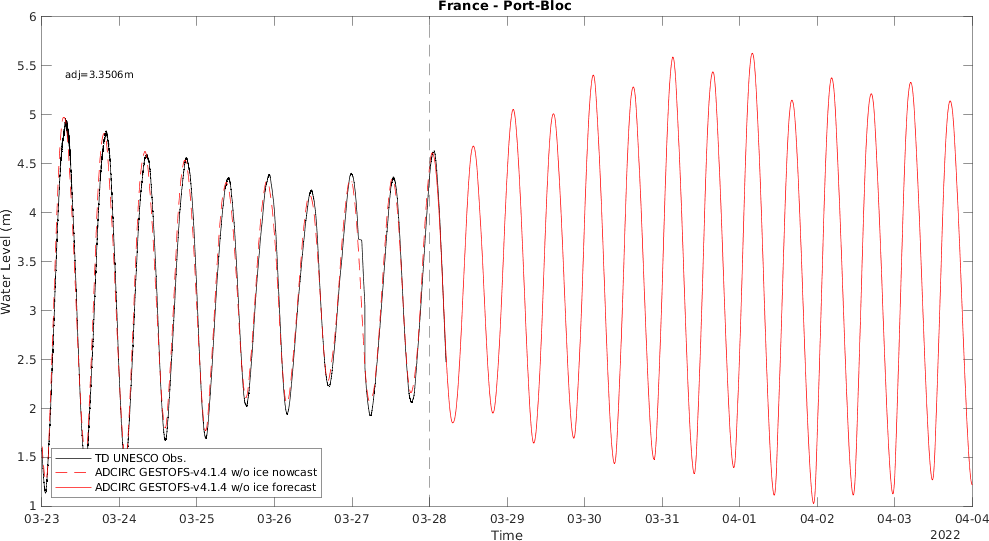 France - Port-Bloc
adj=3.3506m
Water Level (m)
6
5.5
5
4.5
4
3.5
3
2.5
2
1.5
1
TD UNESCO Obs.
ADCIRC GESTOFS-v4.1.4 w/o ice nowcast
ADCIRC GESTOFS-v4.1.4 w/o ice forecast
03-23 03-24 03-25 03-26 03-27 03-28 03-29 03-30 03-31 04-01 04-02 04-03 04-04
Time
2022